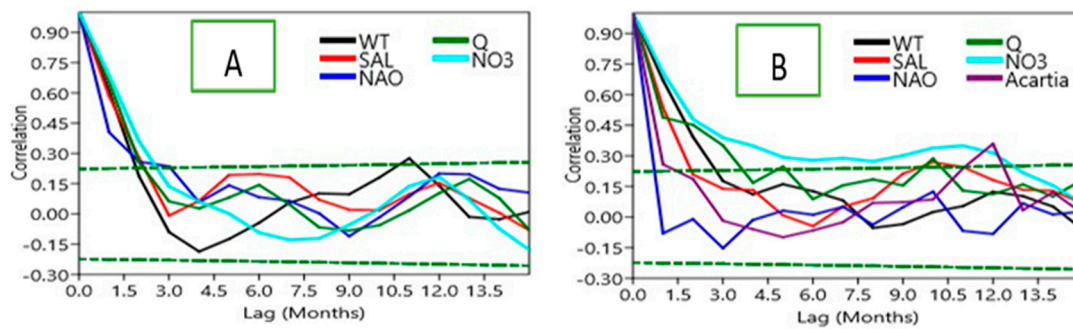 A
WT
Q
SAL
NO3
NAO
Correlation
0.90
0.75
0.60
0.45
0.30
0.15
0.00
-0.15
-0.30
0.0 1.5 3.0 4.5 6.0 7.5 9.0 10.5 12.0 13.5
Lag (Months)
B
WT
Q
SAL
NO3
NAO
Acartia
Correlation
0.90
0.75
0.60
0.45
0.30
0.15
0.00
-0.15
-0.30
0.0 1.5 3.0 4.5 6.0 7.5 9.0 10.5 12.0 13.5
Lag (Months)